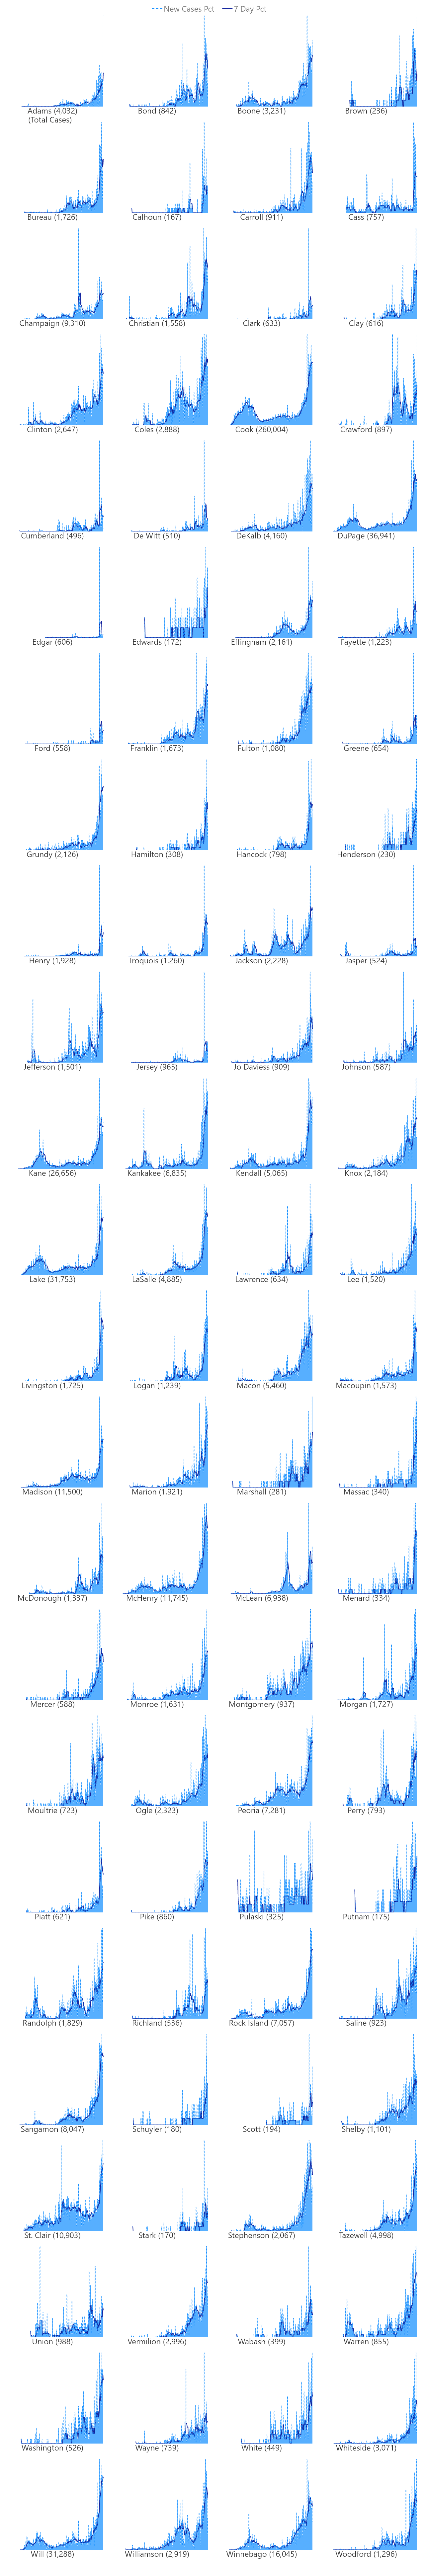 New Cases Pct 7 Day Pct
Adams (4,032) Bond (842) Boone (3,231) Brown (236)
(Total Cases)
Bureau (1,726) Calhoun (167) Carroll (911) Cass (757)
Champaign (9,310) Christian (1,558) Clark (633) Clay (616)
Clinton (2,647) Coles (2,888) Cook (260,004) Crawford (897)
Cumberland (496) De Witt (510) DeKalb (4,160) DuPage (36,941)
Edgar (606) Edwards (172) Effingham (2,161) Fayette (1,223)
Ford (558) Franklin (1,673) Fulton (1,080) Greene (654)
Grundy (2,126) Hamilton (308) Hancock (798) Henderson (230)
Henry (1,928) Iroquois (1,260) Jackson (2,228) Jasper (524)
Jefferson (1,501) Jersey (965) Jo Daviess (909) Johnson (587)
Kane (26,656) Kankakee (6,835) Kendall (5,065) Knox (2,184)
Lake (31,753) LaSalle (4,885) Lawrence (634) Lee (1,520)
Livingston (1,725) Logan (1,239) Macon (5,460) Macoupin (1,573)
Madison (11,500) Marion (1,921) Marshall (281) Massac (340)
McDonough (1,337) McHenry (11,745) McLean (6,938) Menard (334)
Mercer (588) Monroe (1,631) Montgomery (937) Morgan (1,727)
Moultrie (723) Ogle (2,323) Peoria (7,281) Perry (793)
Piatt (621) Pike (860) Pulaski (325) Putnam (175)
Randolph (1,829) Richland (536) Rock Island (7,057) Saline (923)
Sangamon (8,047) Schuyler (180) Scott (194) Shelby (1,101)
St. Clair (10,903) Stark (170) Stephenson (2,067) Tazewell (4,998)
Union (988) Vermilion (2,996) Wabash (399) Warren (855)
Washington (526) Wayne (739) White (449) Whiteside (3,071)
Will (31,288) Williamson (2,919) Winnebago (16,045) Woodford (1,296)